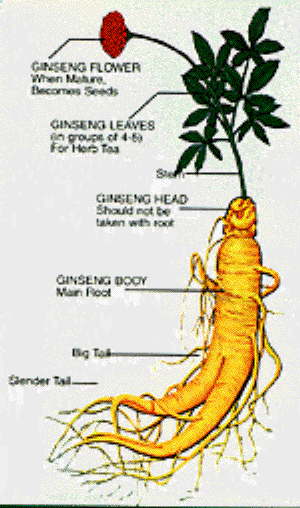 GINSENG FLOWER
When Mature,
Becomes Seeds
GINSENG LEAVES
(in groups of 4-5)
For Herb Tea
Stem
GINSENG HEAD
Should not be
taken with root
GINSENG BODY
Main Root
Big Tail
Slender Tail